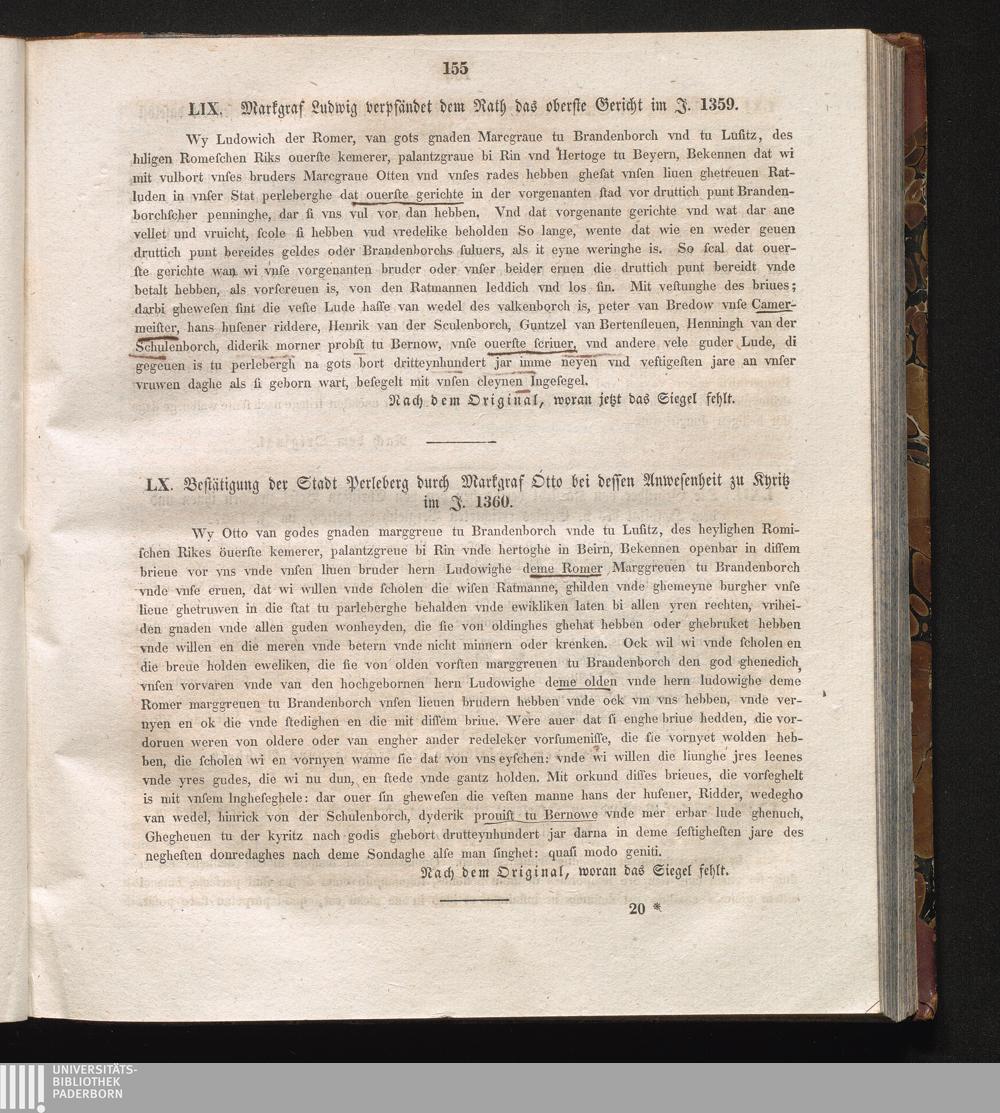 155
LIX. Markgraf Ludwig verpfändet dem Rath das oberste Gericht im J. 1359.
Wy Ludowich der Romer, van gots gnaden Marcgraue tu Brandenborch vnd tu Luſitz, des
hiligen Romeſchen Riks ouerſte kemerer, palantzgraue bi Rin vnd Hertoge tu Beyern, Bekennen dat wi
mit vulbort vnſes bruders Marcgraue Otten vnd vnſes rades hebben gheſat vnſen liuen ghetreuen Rat-
luden in vnſer Stat perleberghe dat ouerſte gerichte in der vorgenanten ſtad vor druttich punt Branden-
borchſcher penninghe, dar ſi vns vul vor dan hebben. Vnd dat vorgenante gerichte vnd wat dar ane
vellet und vruicht, ſcole ſi hebben vud vredelike beholden So lange, wente dat wie en weder geuen
druttich punt bereides geldes oder Brandenborchs ſuluers, als it eyne weringhe is. So ſcal dat ouer-
ſte gerichte wan wi vnſe vorgenanten bruder oder vnſer beider eruen die druttich punt bereidt vnde
betalt hebben, als vorſcreuen is, von den Ratmannen leddich vnd los ſin. Mit veſtunghe des briues;
darbi gheweſen ſint die veſte Lude haſſe van wedel des valkenborch is, peter van Bredow vnſe Camer-
meiſter, hans huſener riddere, Henrik van der Sculenborch, Guntzel van Bertenſleuen, Henningh van der
Schulenborch, diderik morner probſt tu Bernow, vnſe ouerſte ſcriuer, vnd andere vele guder Lude, di
gegeuen is tu perlebergh na gots bort dritteynhundert jar imme neyen vnd veſtigeſten jare an vnſer
vruwen daghe als ſi geborn wart, beſegelt mit vnſen cleynen Ingeſegel.
Nach dem Original, woran jetzt das Siegel fehlt.
LX. Bestätigung der Stadt Perleberg durch Markgraf Otto bei dessen Anwesenheit zu Kyritz
im J. 1360.
Wy Otto van godes gnaden marggreue tu Brandenborch vnde tu Luſitz, des heylighen Romi-
ſchen Rikes öuerſte kemerer, palantzgreue bi Rin vnde hertoghe in Beirn, Bekennen openbar in diſſem
brieue vor vns vnde vnſen liuen bruder hern Ludowighe deme Romer Marggreuen tu Brandenborch
vnde vnſe eruen, dat wi willen vnde ſcholen die wiſen Ratmanne, ghilden vnde ghemeyne burgher vnſe
lieue ghetruwen in die ſtat tu parleberghe behalden vnde ewikliken laten bi allen yren rechten, vrihei-
den gnaden vnde allen guden wonheyden, die ſie von oldinghes ghehat hebben oder ghebruket hebben
vnde willen en die meren vnde betern vnde nicht minnern oder krenken. Ock wil wi vnde ſcholen en
die breue holden eweliken, die ſie von olden vorſten marggreuen tu Brandenborch den god ghenedich,
vnſen vorvaren vnde van den hochgebornen hern Ludowighe deme olden vnde hern ludowighe deme
Romer marggreuen tu Brandenborch vnſen lieuen brudern hebben vnde ock vm vns hebben, vnde ver-
nyen en ok die vnde ſtedighen en die mit diſſem briue. Were auer dat ſi enghe briue hedden, die vor-
doruen weren von oldere oder van engher ander redeleker vorſumeniſſe, die ſie vornyet wolden heb-
ben, die ſcholen wi en vornyen wanne ſie dat von vns eyſchen: vnde wi willen die liunghe jres leenes
vnde yres gudes, die wi nu dun, en ſtede vnde gantz holden. Mit orkund diſſes brieues, die vorſeghelt
is mit vnſem Ingheſeghele: dar ouer ſin gheweſen die veſten manne hans der huſener, Ridder, wedegho
van wedel, hinrick von der Schulenborch, dyderik prouiſt tu Bernowe vnde mer erbar lude ghenuch,
Ghegheuen tu der kyritz nach godis ghebort drutteynhundert jar darna in deme ſeſtigheſten jare des
negheſten donredaghes nach deme Sondaghe alſe man ſinghet: quaſi modo geniti.
Nach dem Original, woran das Siegel fehlt.
20 *
UNIVERSITÄTS-
BIBLIOTHEK
PADERBORN